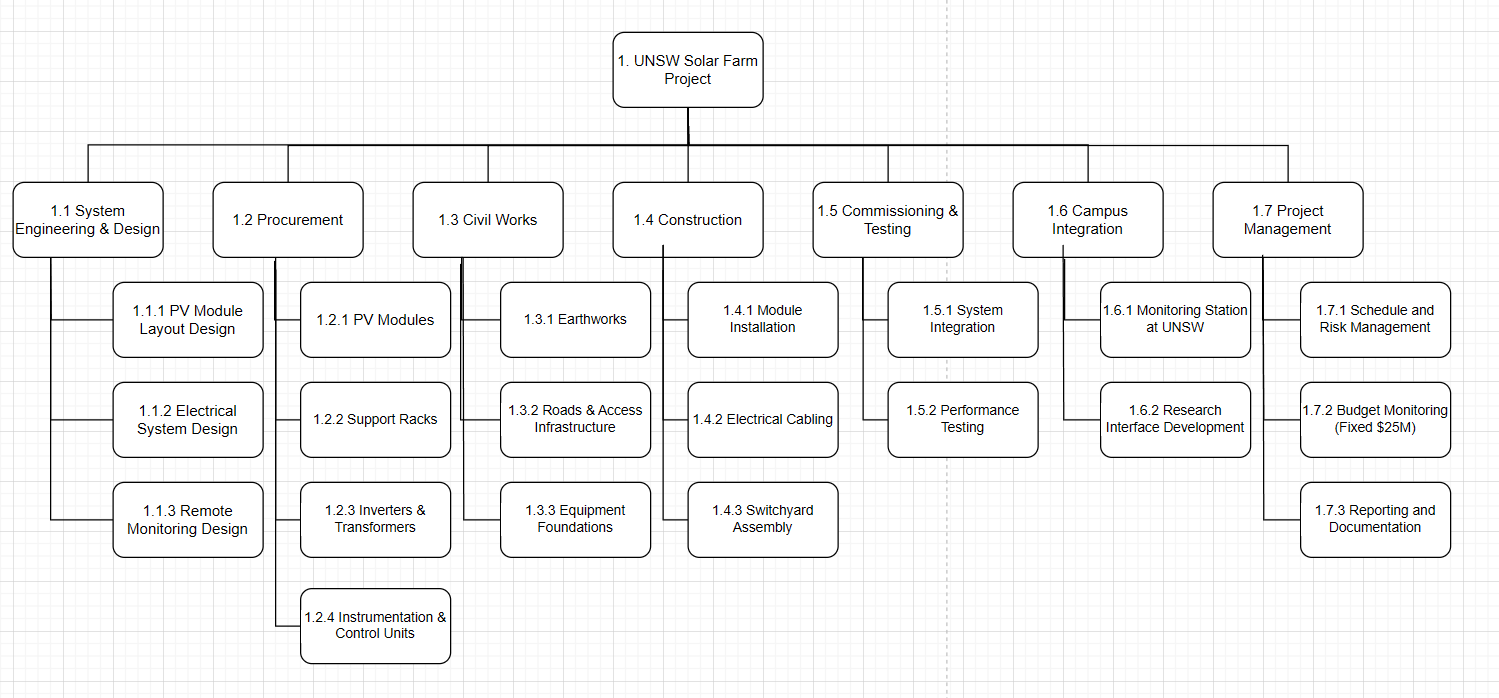 1. UNSW Solar Farm
Project
1.1 System
Engineering & Design
1.2 Procurement
1.3 Civil Works
1.4 Construction
1.5 Commissioning &
Testing
1.6 Campus
Integration
1.7 Project
Management
1.1.1 PV Module
Layout Design
1.2.1 PV Modules
1.3.1 Earthworks
1.4.1 Module
Installation
1.5.1 System
Integration
1.6.1 Monitoring Station
at UNSW
1.7.1 Schedule and
Risk Management
1.1.2 Electrical
System Design
1.2.2 Support Racks
1.3.2 Roads & Access
Infrastructure
1.4.2 Electrical Cabling
1.5.2 Performance
Testing
1.6.2 Research
Interface Development
1.7.2 Budget Monitoring
(Fixed $25M)
1.1.3 Remote
Monitoring Design
1.2.3 Inverters &
Transformers
1.3.3 Equipment
Foundations
1.4.3 Switchyard
Assembly
1.7.3 Reporting and
Documentation
1.2.4 Instrumentation &
Control Units